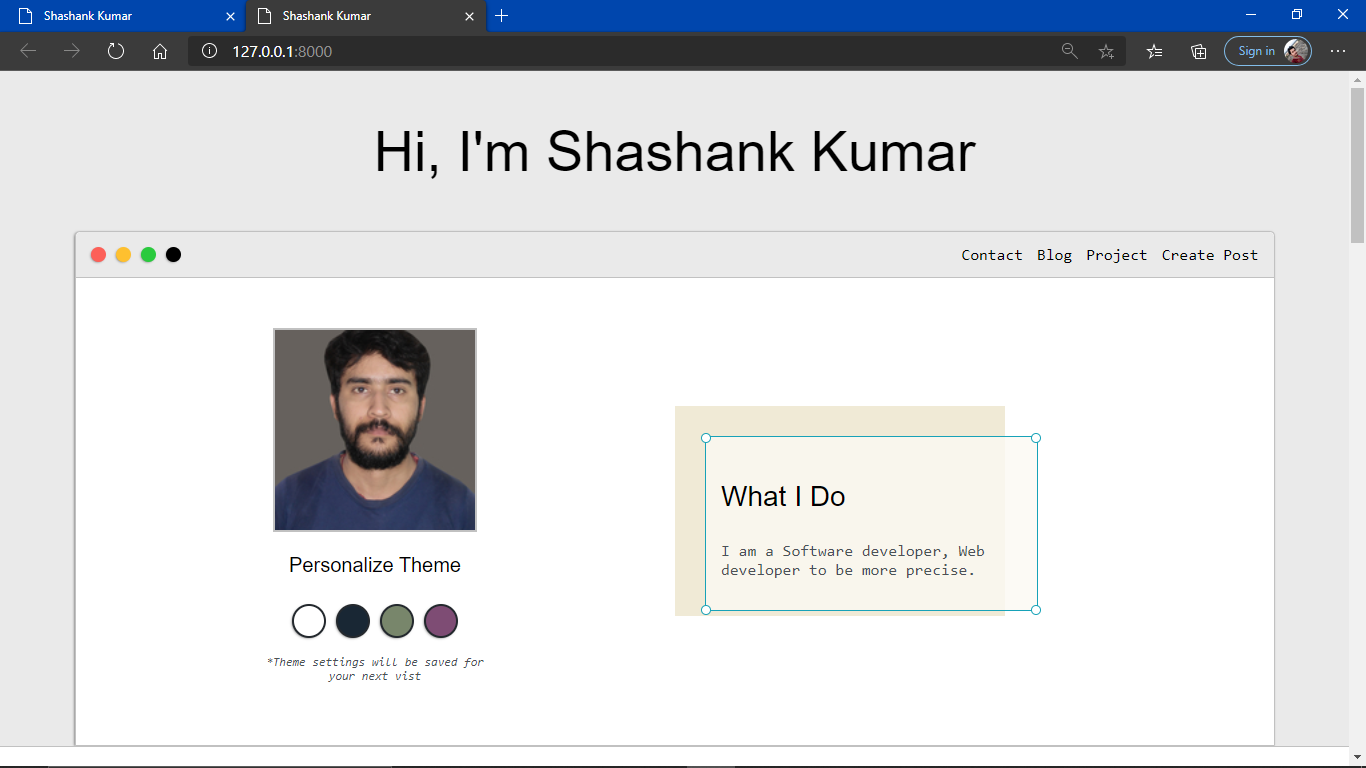 Shashank Kumar
Shashank Kumar
127.0.0.1:8000
Sign in
Hi, I'm Shashank Kumar
Contact Blog Project Create Post
Personalize Theme
*Theme settings will be saved for
your next vist
What I Do
I am a Software developer, Web
developer to be more precise.